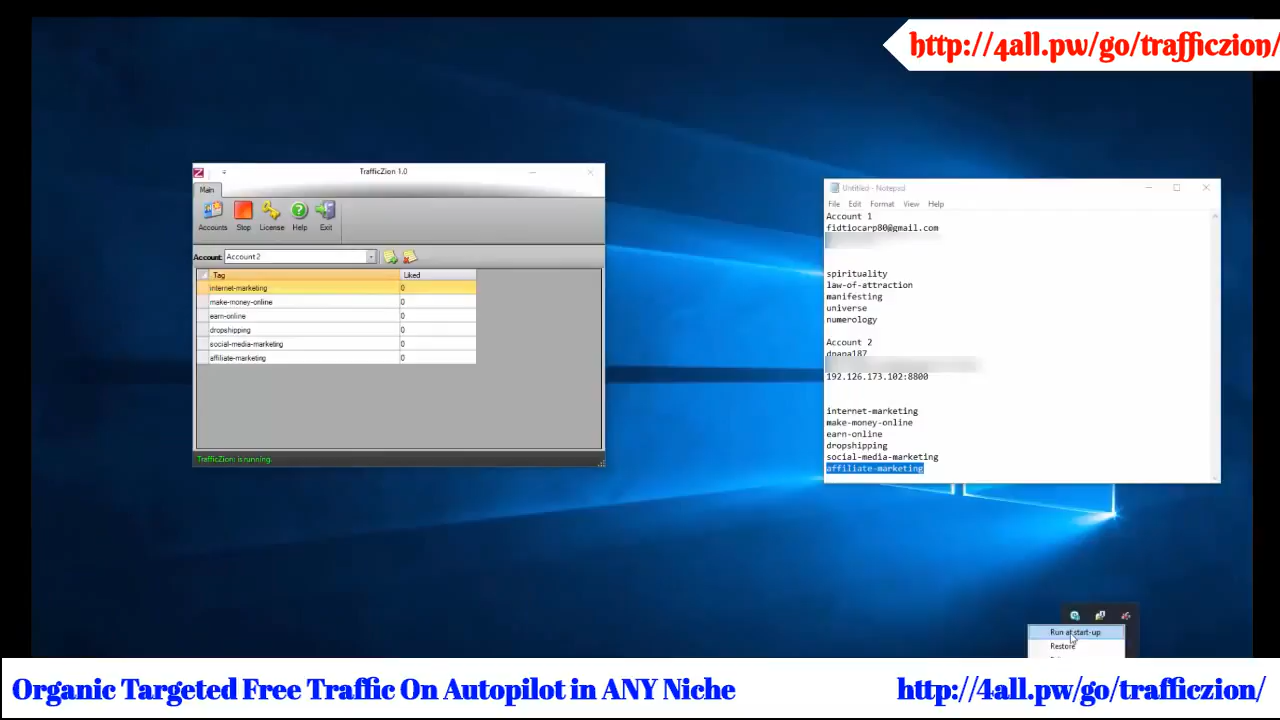 http://4all.pw/go/trafficzion/
TrafficZion 1.0
Main
Accounts Stop License Help Exit
Account: Account2
Tag Liked
internet-marketing 0
make-money-online 0
earn-online 0
dropshipping 0
social-media-marketing 0
affiliate-marketing 0
TrafficZion: is running.
Untitled - Notepad
File Edit Format View Help
Account 1
fidtiocarp80@gmail.com
spirituality
law-of-attraction
manifesting
universe
numerology
Account 2
dnana187
192.126.173.102:8800
internet-marketing
make-money-online
earn-online
dropshipping
social-media-marketing
affiliate-marketing
Run at start-up
Restore
Organic Targeted Free Traffic On Autopilot in ANY Niche
http://4all.pw/go/trafficzion/